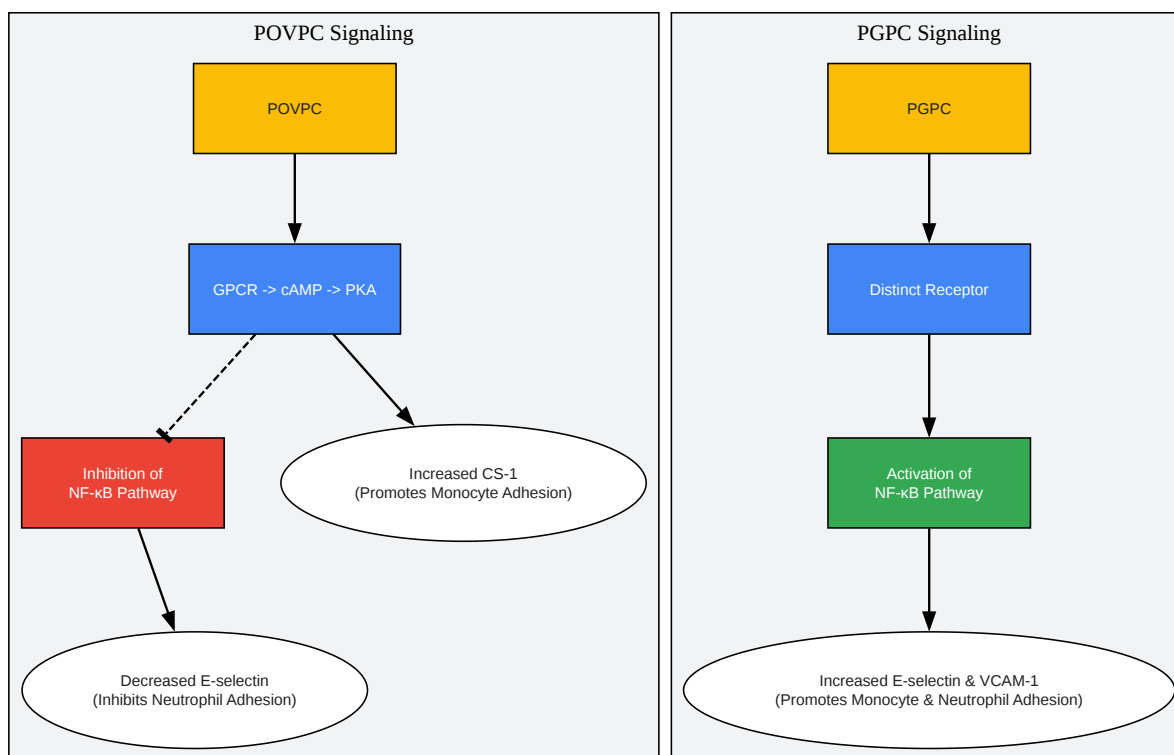 POVPC Signaling
POVPC
GPCR -> cAMP -> PKA
Inhibition of
NF-κB Pathway
Increased CS-1
(Promotes Monocyte Adhesion)
Decreased E-selectin
(Inhibits Neutrophil Adhesion)
PGPC Signaling
PGPC
Distinct Receptor
Activation of
NF-κB Pathway
Increased E-selectin & VCAM-1
(Promotes Monocyte & Neutrophil Adhesion)